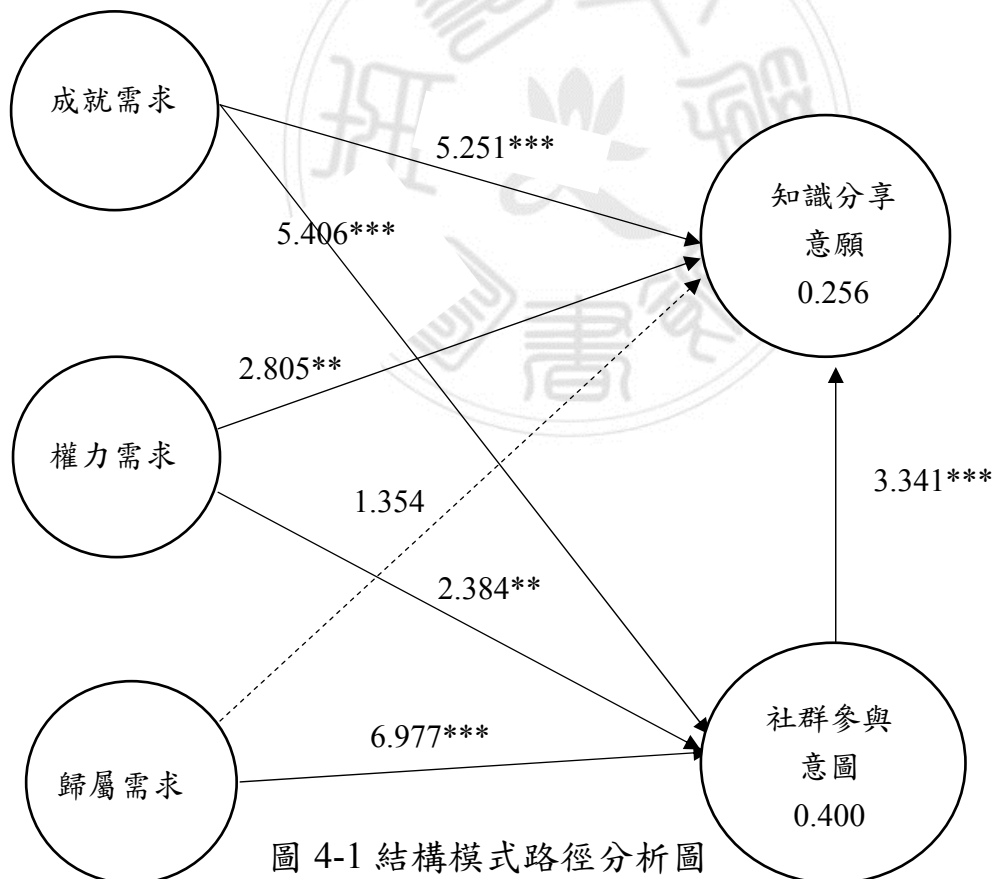 成就需求
5.251***
知識分享
意願
0.256
5.406***
2.805**
權力需求
1.354
3.341***
2.384**
社群參與
意圖
0.400
6.977***
歸屬需求
圖 4-1 結構模式路徑分析圖